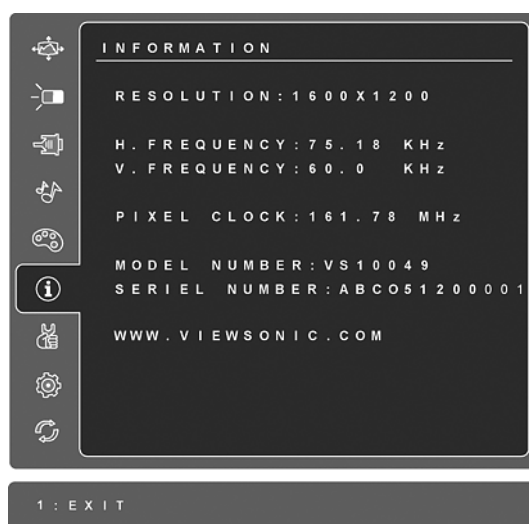 INFORMATION
RESOLUTION:1600X1200
H. FREQUENCY:75.18 KHz
V. FREQUENCY:60.0 KHz
PIXEL CLOCK:161.78 MHz
MODEL NUMBER:VS10049
SERIEL NUMBER:ABCO51200001
WWW.VIEWSONIC.COM
1:EXIT